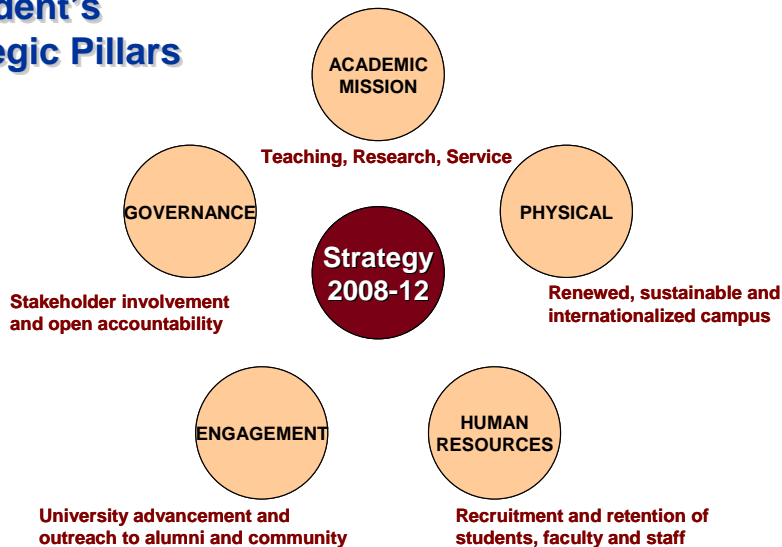 dent's
egic Pillars
ACADEMIC
MISSION
Teaching, Research, Service
GOVERNANCE
PHYSICAL
Strategy
2008-12
Stakeholder involvement
and open accountability
Renewed, sustainable and
internationalized campus
ENGAGEMENT
HUMAN
RESOURCES
University advancement and
outreach to alumni and community
Recruitment and retention of
students, faculty and staff